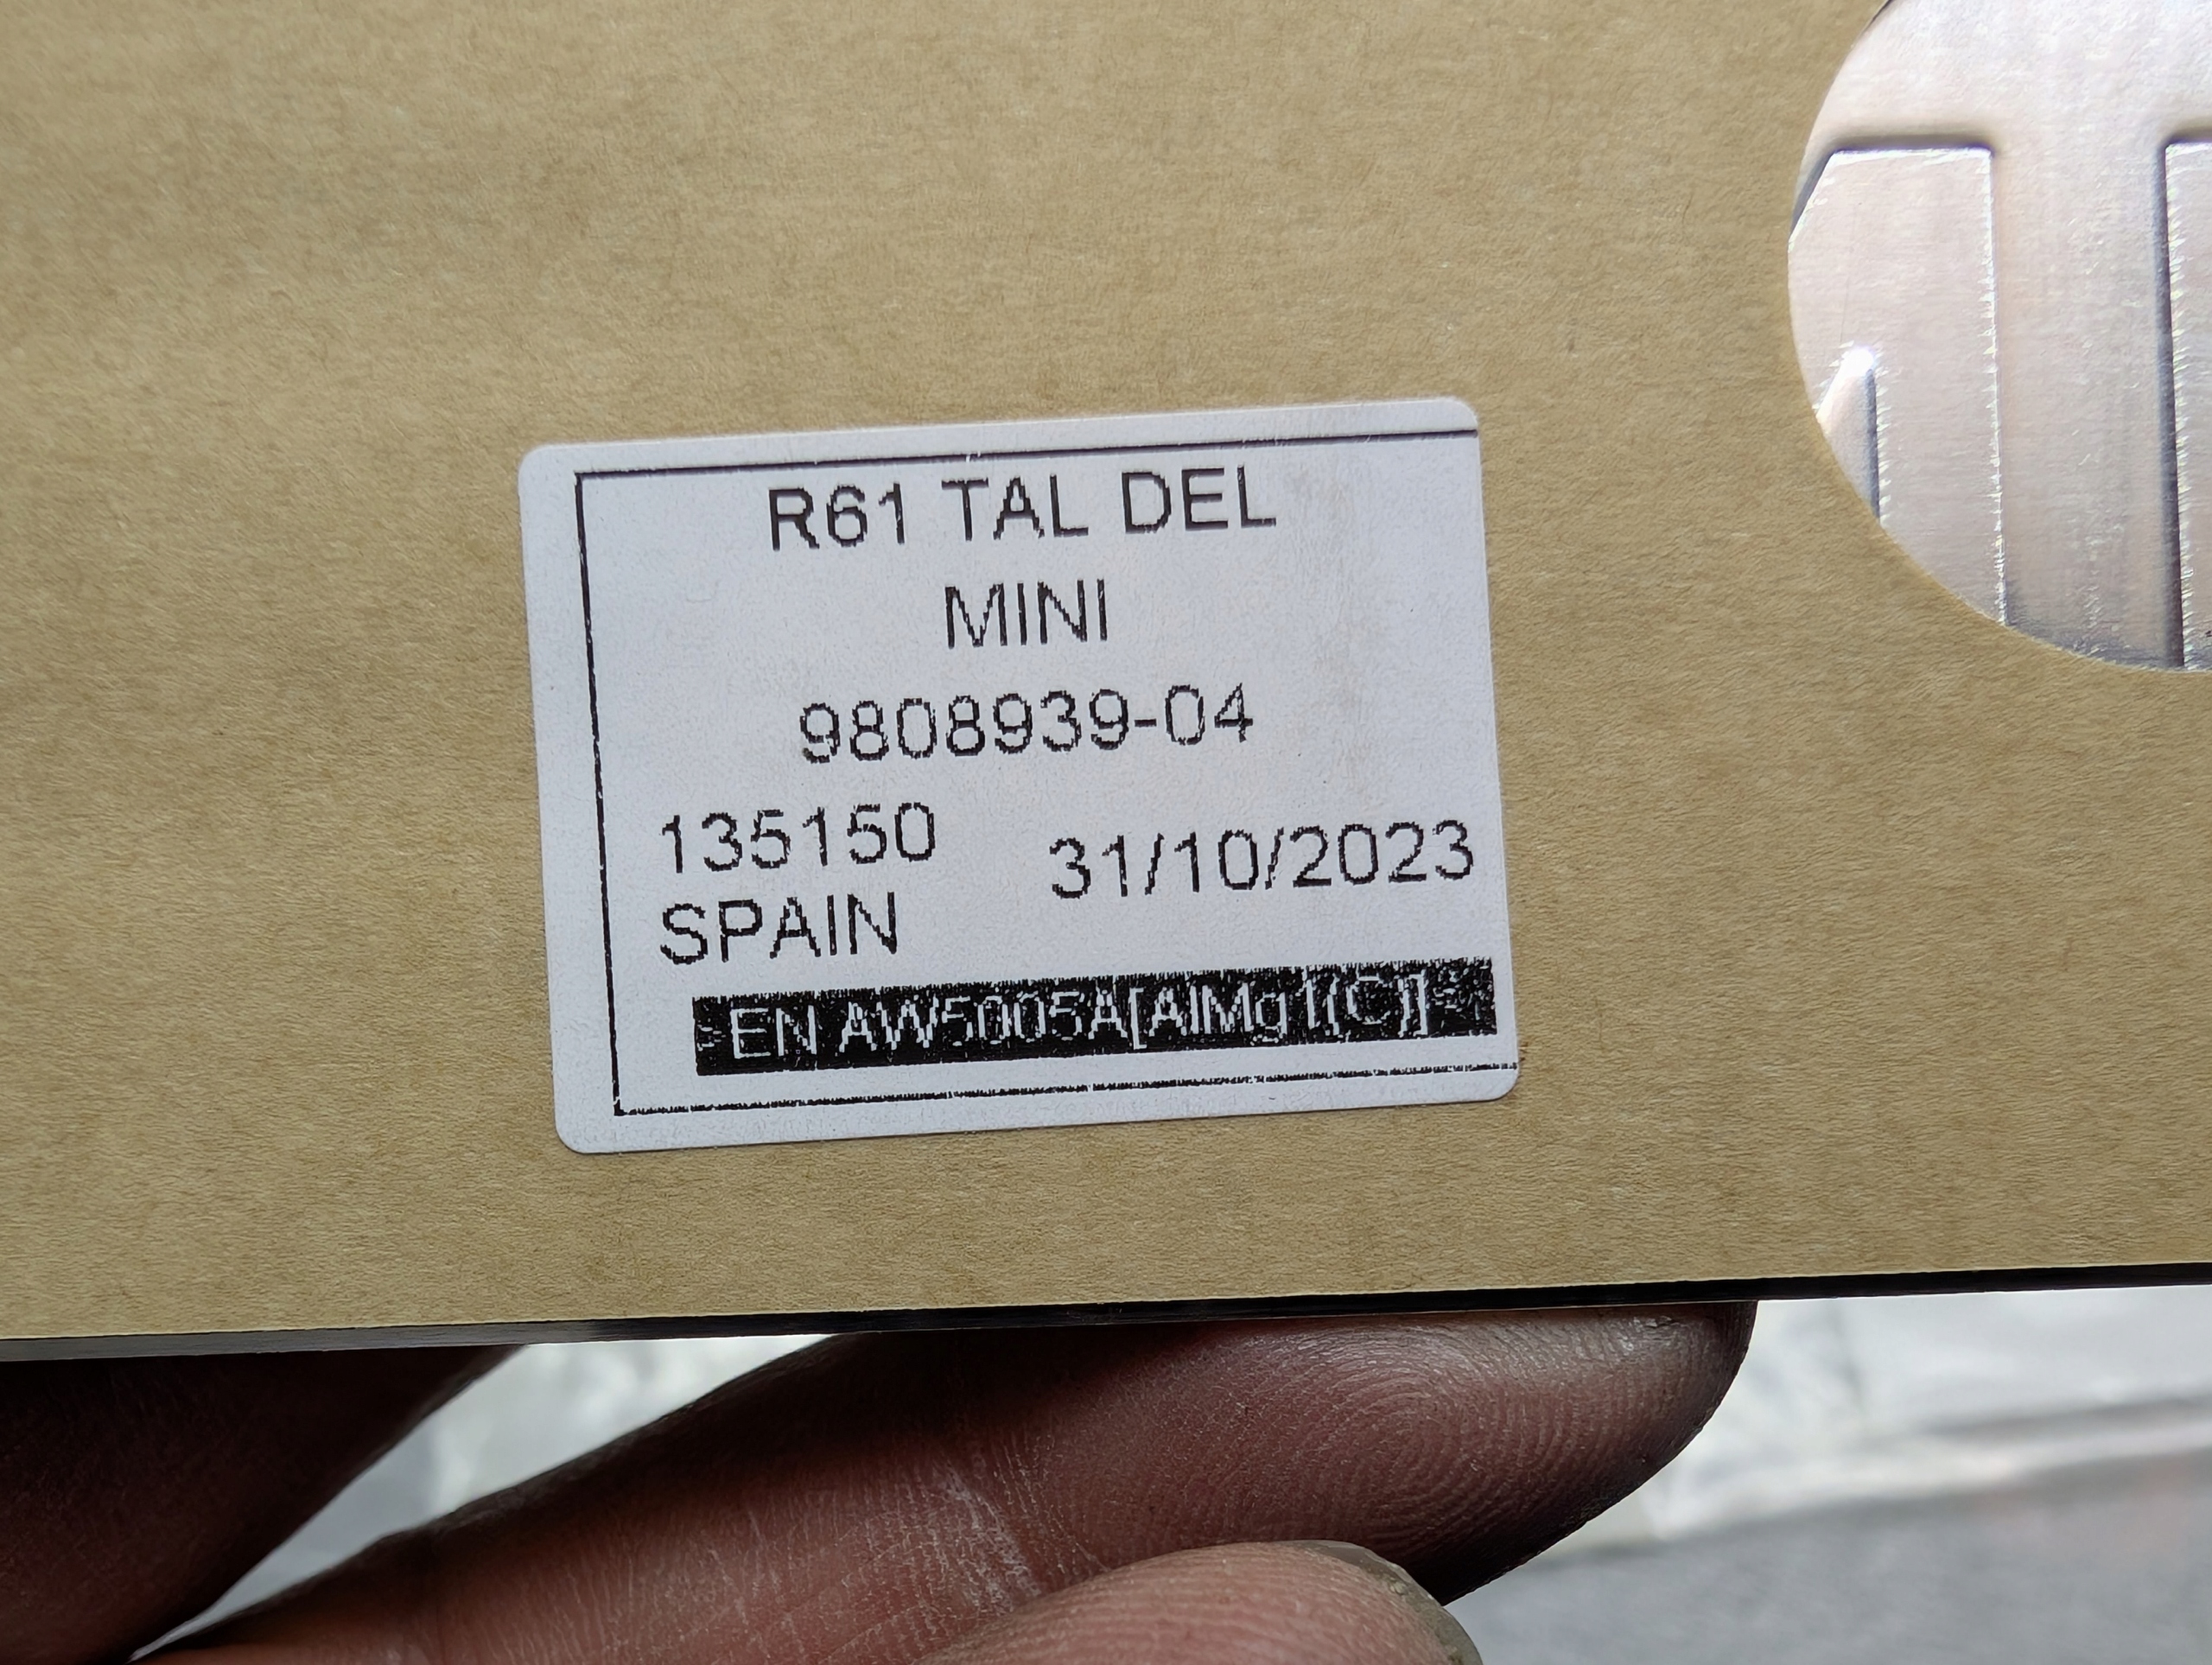 R61 TAL DEL
MINI
9808939-04
135150
31/10/2023
SPAIN
EN AW5005A[AlMg1(C)]